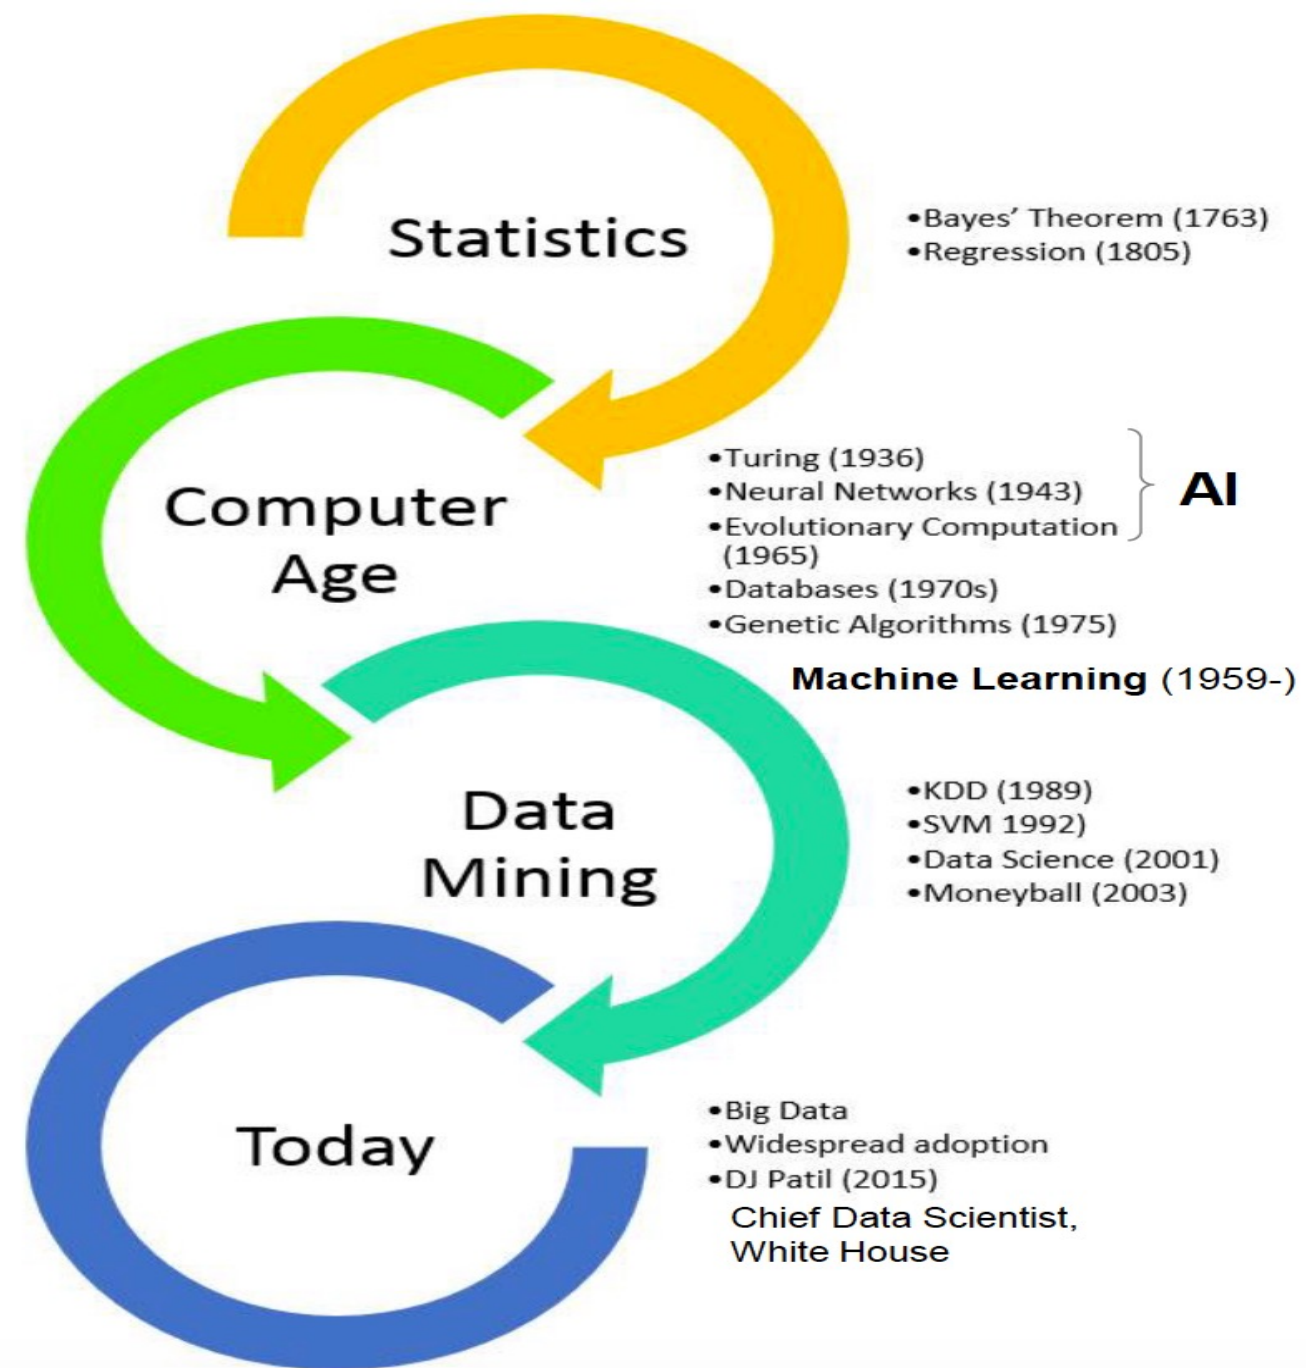 Statistics
•Bayes’ Theorem (1763)
•Regression (1805)
Computer
Age
•Turing (1936)
•Neural Networks (1943)
•Evolutionary Computation
(1965)
•Databases (1970s)
•Genetic Algorithms (1975)
AI
Machine Learning (1959-)
Data
Mining
•KDD (1989)
•SVM 1992)
•Data Science (2001)
•Moneyball (2003)
Today
•Big Data
•Widespread adoption
•DJ Patil (2015)
Chief Data Scientist,
White House